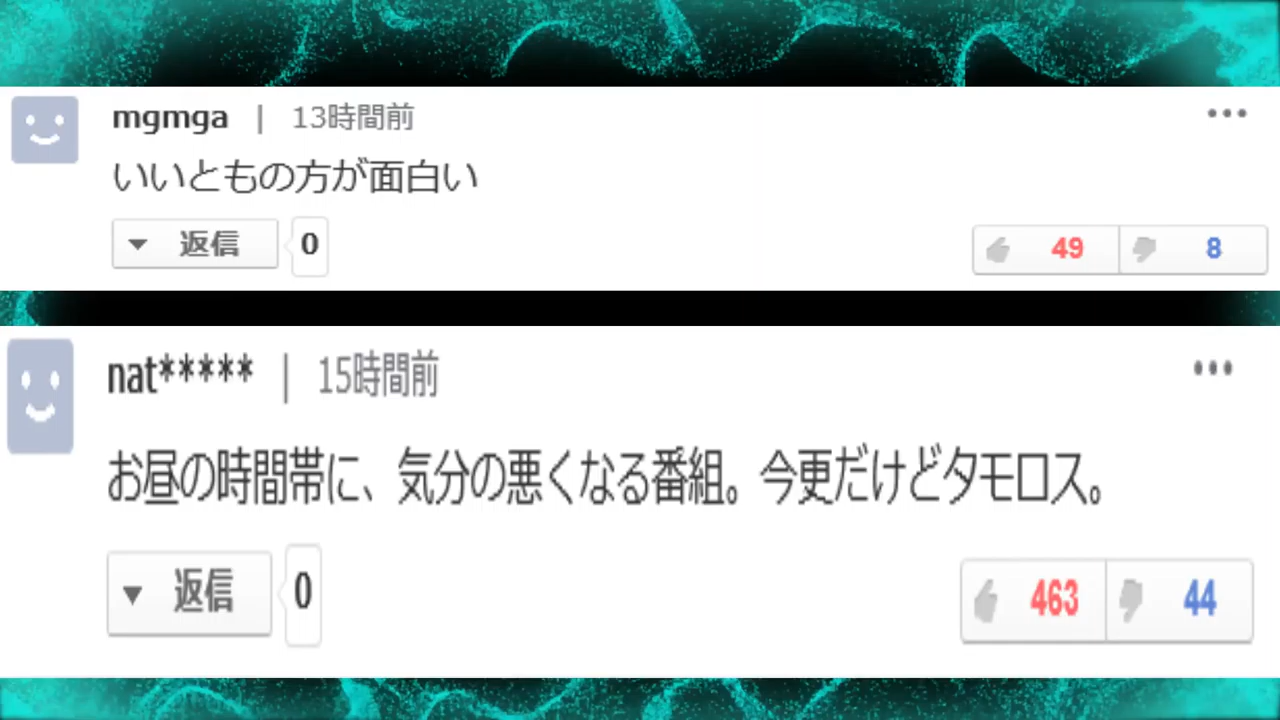 mgmga | 13時間前
いいともの方が面白い
返信 0
49 8
nat***** | 15時間前
お昼の時間帯に、気分の悪くなる番組。今更だけどタモロス。
返信 0
463 44